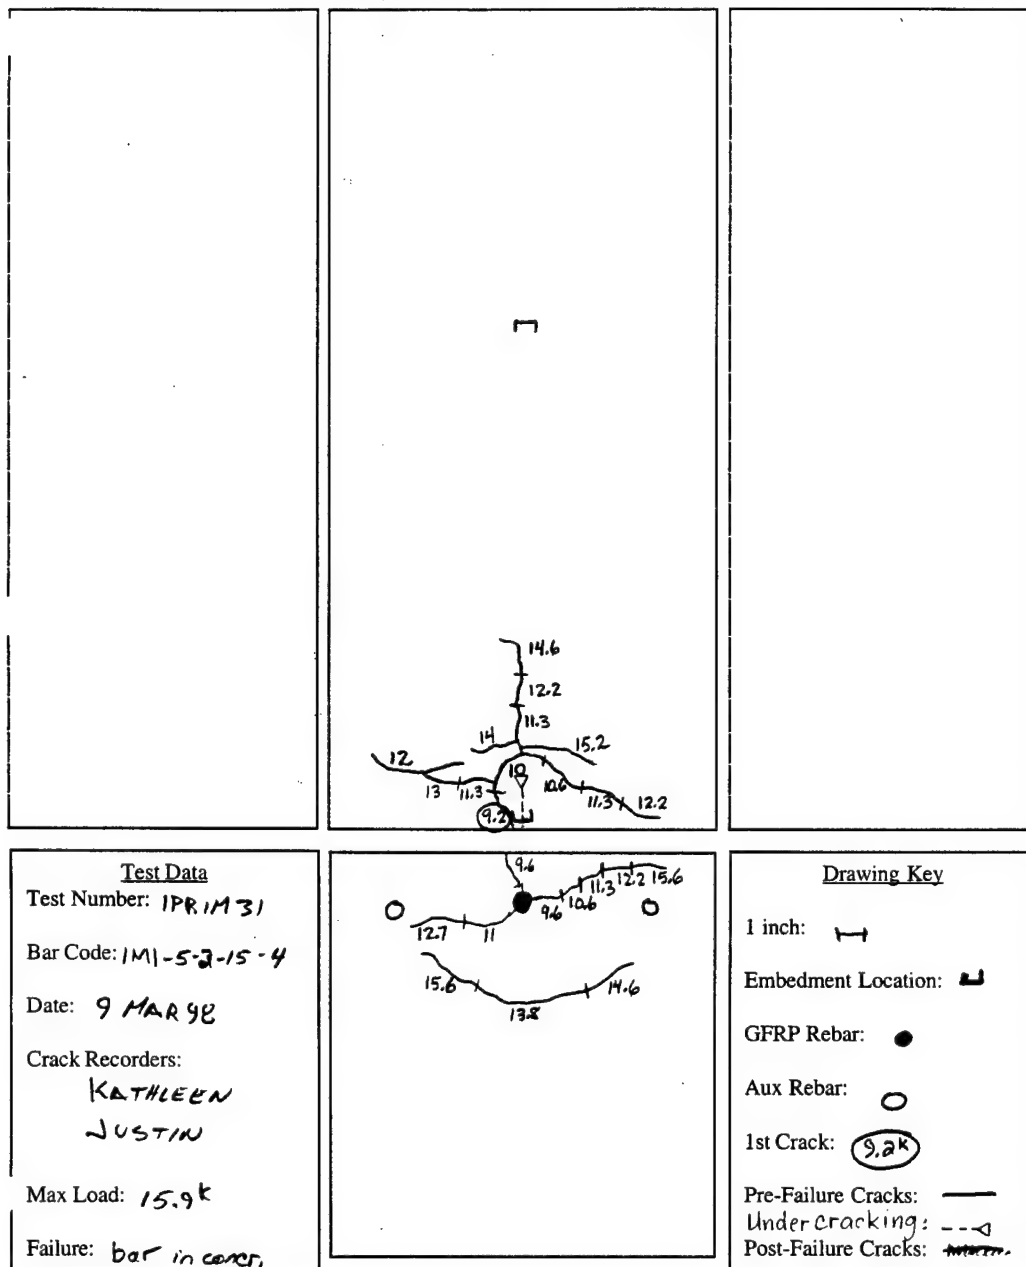 14.6
12.2
11.3
14
15.2
12
10
13
11.3
10.6
11.3
12.2
9.2
9.6
9.6
10.6
11.3
12.2
15.6
12.7
11
15.6
14.6
13.8
Test Data
Test Number: 1PR1M31
Bar Code: 1M1-5-2-15-4
Date: 9 MAR 98
Crack Recorders:
KATHLEEN
JUSTIN
Max Load: 15.9k
Failure: bar in concr.
Drawing Key
1 inch:
Embedment Location:
GFRP Rebar:
Aux Rebar:
1st Crack: 9.2k
Pre-Failure Cracks:
Undercracking:
Post-Failure Cracks: